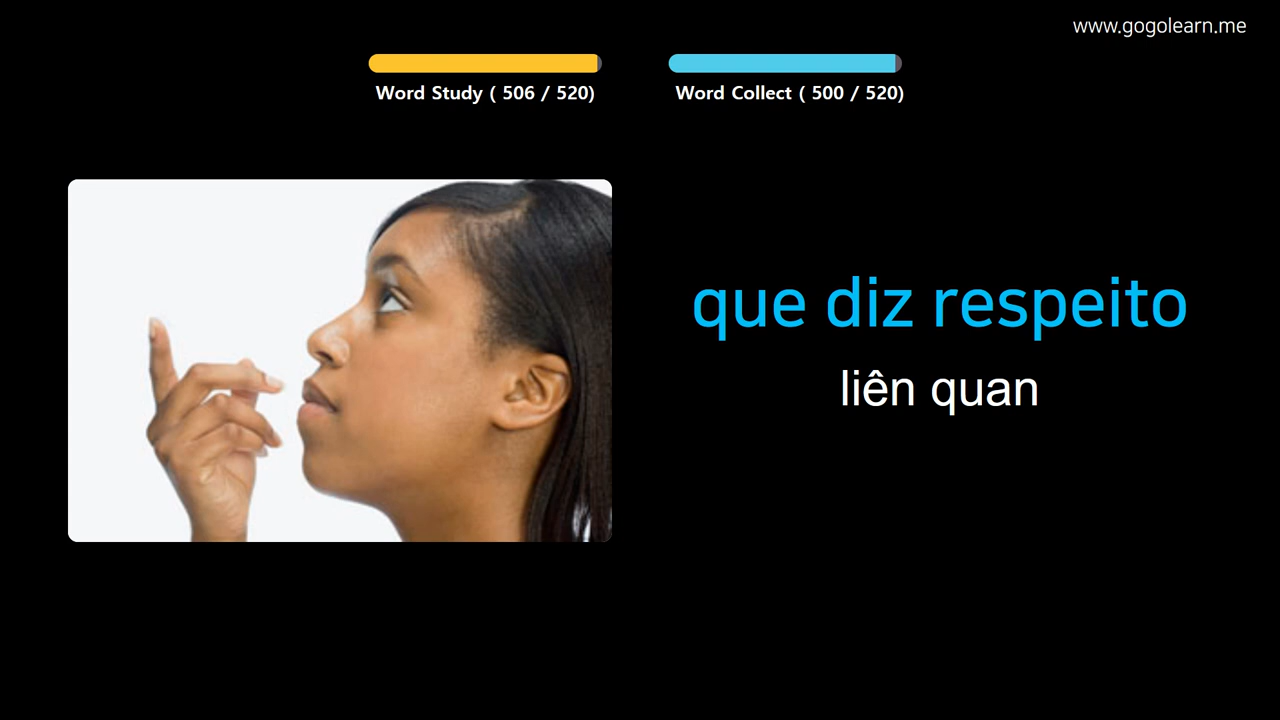 www.gogolearn.me
Word Study ( 506 / 520)
Word Collect ( 500 / 520)
que diz respeito
liên quan